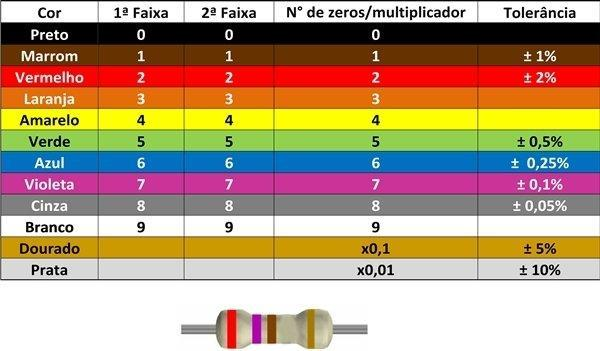 Cor 1ª Faixa 2ª Faixa N° de zeros/multiplicador Tolerância
Preto 0 0 0
Marrom 1 1 1 ± 1%
Vermelho 2 2 2 ± 2%
Laranja 3 3 3
Amarelo 4 4 4
Verde 5 5 5 ± 0,5%
Azul 6 6 6 ± 0,25%
Violeta 7 7 7 ± 0,1%
Cinza 8 8 8 ± 0,05%
Branco 9 9 9
Dourado x0,1 ± 5%
Prata x0,01 ± 10%